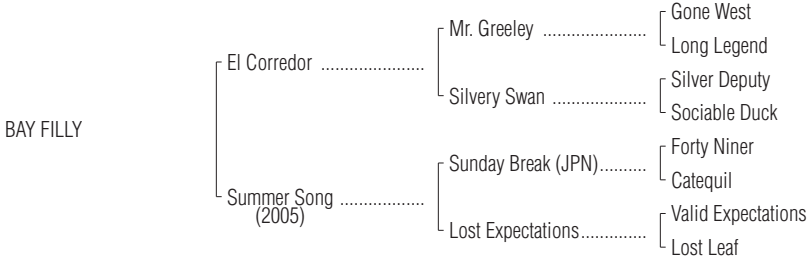 Gone West
Mr. Greeley ......................
Long Legend
El Corredor ......................
Silver Deputy
Silvery Swan ....................
Sociable Duck
BAY FILLY
Forty Niner
Sunday Break (JPN)..........
Catequil
Summer Song ..................
(2005)
Valid Expectations
Lost Expectations..............
Lost Leaf